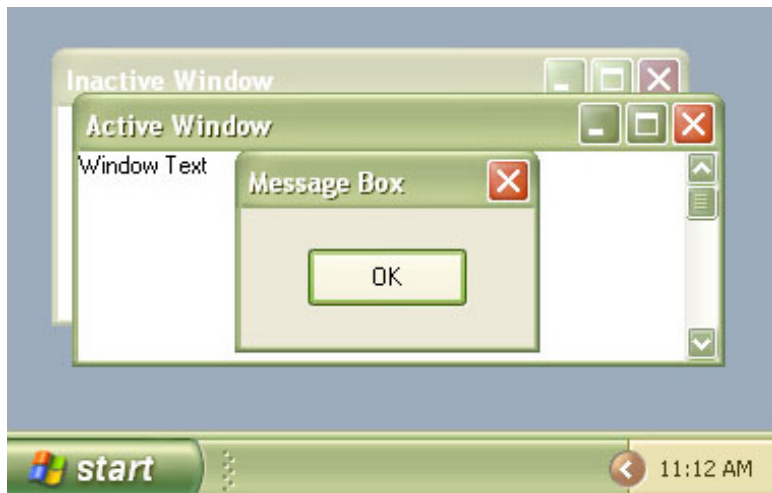 Inactive Window
Active Window
Window Text
Message Box
OK
start
11:12 AM